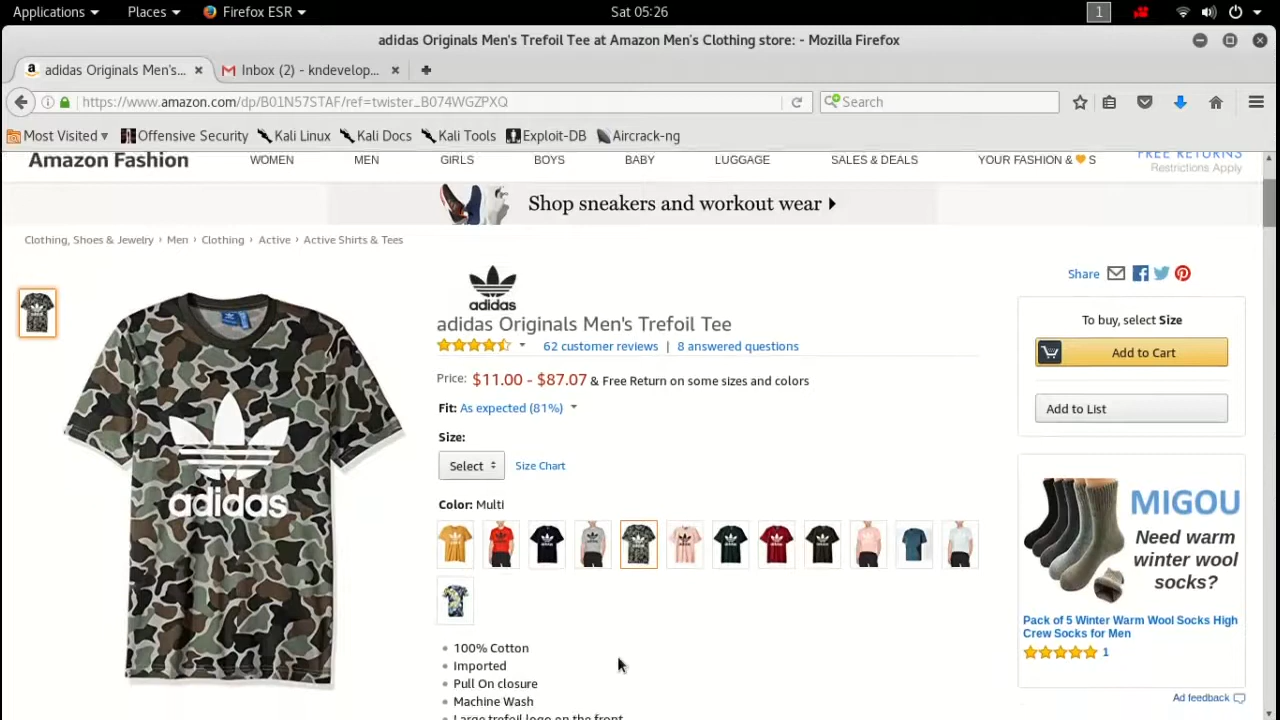 Applications Places Firefox ESR Sat 05:26 1
adidas Originals Men's Trefoil Tee at Amazon Men's Clothing store: - Mozilla Firefox
a adidas Originals Men's... Inbox (2) - kndevelop...
https://www.amazon.com/dp/B01N57STAF/ref=twister_B074WGZPXQ Search
Most Visited Offensive Security Kali Linux Kali Docs Kali Tools Exploit-DB Aircrack-ng
Amazon Fashion WOMEN MEN GIRLS BOYS BABY LUGGAGE SALES & DEALS YOUR FASHION & 🧡 S FREE RETURNS
Restrictions Apply
Shop sneakers and workout wear
Clothing, Shoes & Jewelry › Men › Clothing › Active › Active Shirts & Tees
adidas
adidas Originals Men's Trefoil Tee
62 customer reviews | 8 answered questions
Price: $11.00 - $87.07 & Free Return on some sizes and colors
Fit: As expected (81%)
Size:
Select Size Chart
Color: Multi
100% Cotton
Imported
Pull On closure
Machine Wash
Large trefoil logo on the front
adidas
Share
To buy, select Size
Add to Cart
Add to List
MIGOU
Need warm
winter wool
socks?
Pack of 5 Winter Warm Wool Socks High
Crew Socks for Men
1
Ad feedback